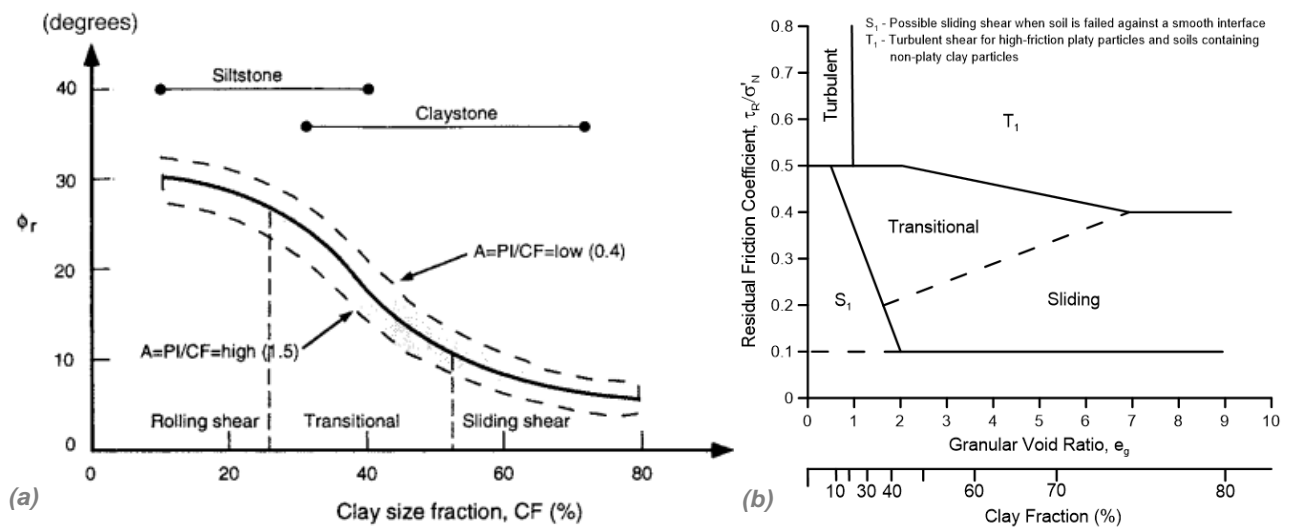 (degrees)
40
30
20
10
0
ϕr
Siltstone
Claystone
A=PI/CF=low (0.4)
A=PI/CF=high (1.5)
Rolling shear
Transitional
Sliding shear
0
20
40
60
80
Clay size fraction, CF (%)
(a)
S1 - Possible sliding shear when soil is failed against a smooth interface
T1 - Turbulent shear for high-friction platy particles and soils containing
non-platy clay particles
Residual Friction Coefficient, τR/σ'N
0.8
0.7
0.6
0.5
0.4
0.3
0.2
0.1
0
Turbulent
T1
Transitional
S1
Sliding
0
1
2
3
4
5
6
7
8
9
10
Granular Void Ratio, eg
10
30
40
60
70
80
Clay Fraction (%)
(b)